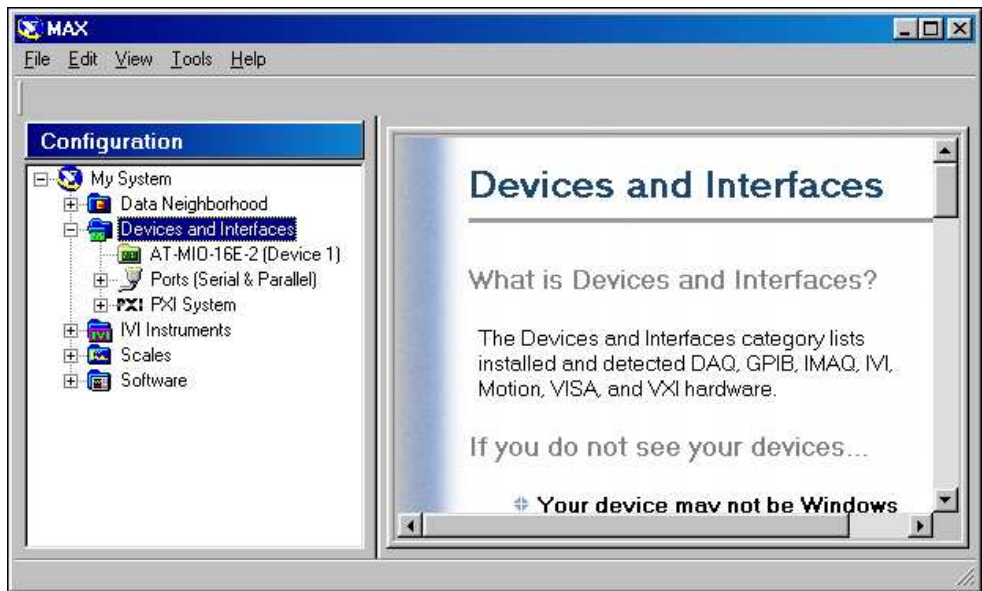 MAX
File Edit View Tools Help
Configuration
My System
Data Neighborhood
Devices and Interfaces
AT-MIO-16E-2 (Device 1)
Ports (Serial & Parallel)
PXI PXI System
IVI Instruments
Scales
Software
Devices and Interfaces
What is Devices and Interfaces?
The Devices and Interfaces category lists
installed and detected DAQ, GPIB, IMAQ, IVI,
Motion, VISA, and VXI hardware.
If you do not see your devices...
Your device may not be Windows